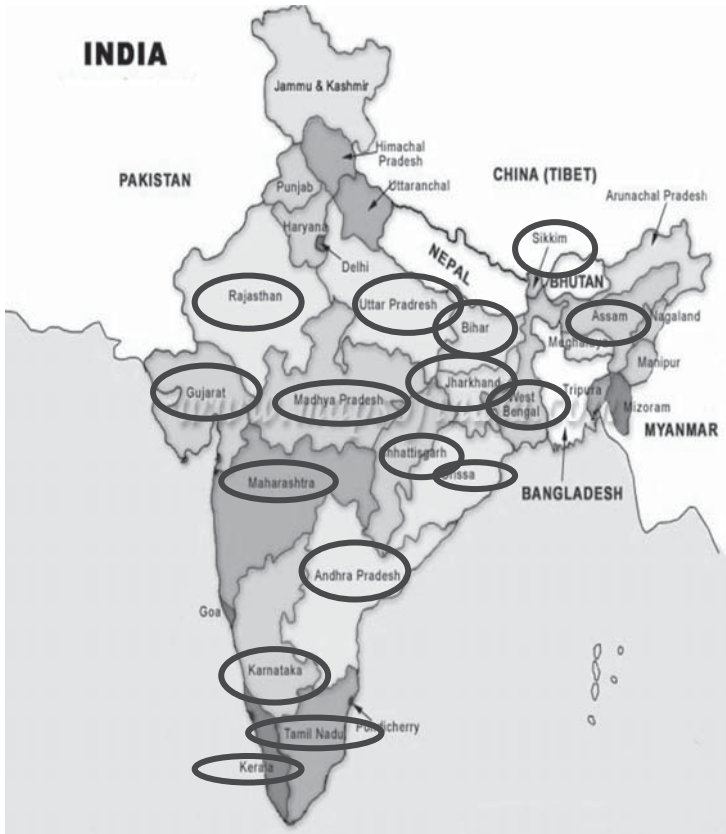 INDIA
Jammu & Kashmir
Himachal
Pradesh
PAKISTAN
Punjab
Uttaranchal
CHINA (TIBET)
Arunachal Pradesh
Haryana
Sikkim
NEPAL
Delhi
BHUTAN
Rajasthan
Uttar Pradresh
Bihar
Assam
Nagaland
Meghalaya
Manipur
Gujarat
Madhya Pradesh
Jharkhand
West
Bengal
Tripura
Mizoram
MYANMAR
hhattisgarh
Maharashtra
rissa
BANGLADESH
Andhra Pradesh
Goa
Karnataka
Tamil Nadu
Pondicherry
Kerala